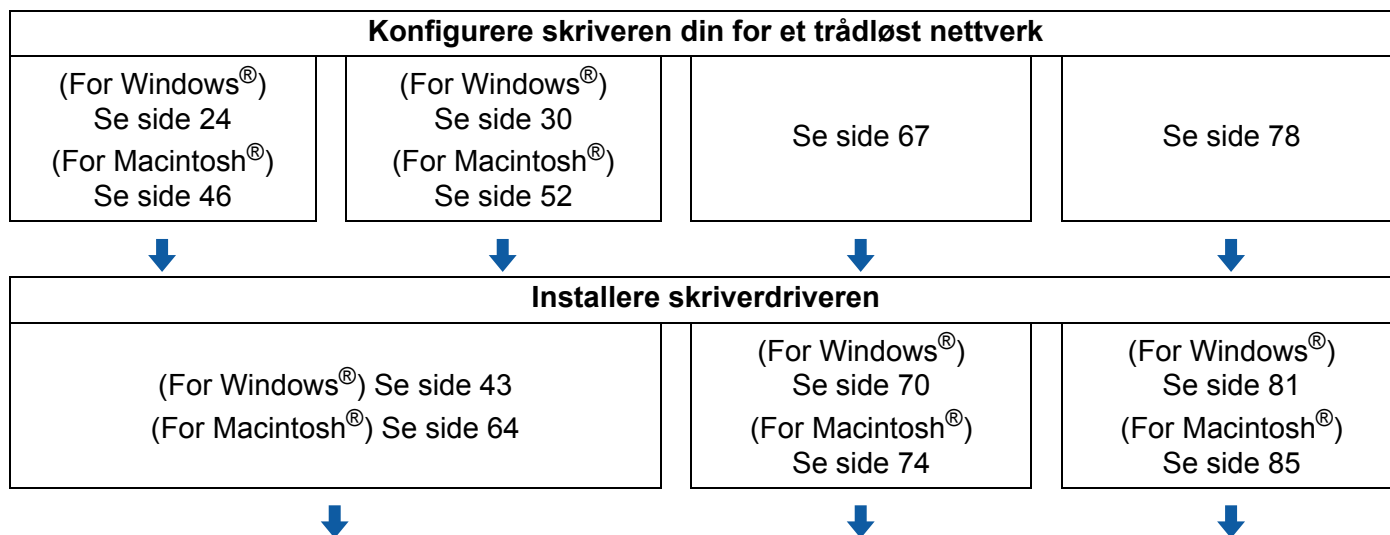 Konfigurere skriveren din for et trådløst nettverk
(For Windows®)
Se side 24
(For Macintosh®)
Se side 46
(For Windows®)
Se side 30
(For Macintosh®)
Se side 52
Se side 67
Se side 78
Installere skriverdriveren
(For Windows®) Se side 43
(For Macintosh®) Se side 64
(For Windows®)
Se side 70
(For Macintosh®)
Se side 74
(For Windows®)
Se side 81
(For Macintosh®)
Se side 85